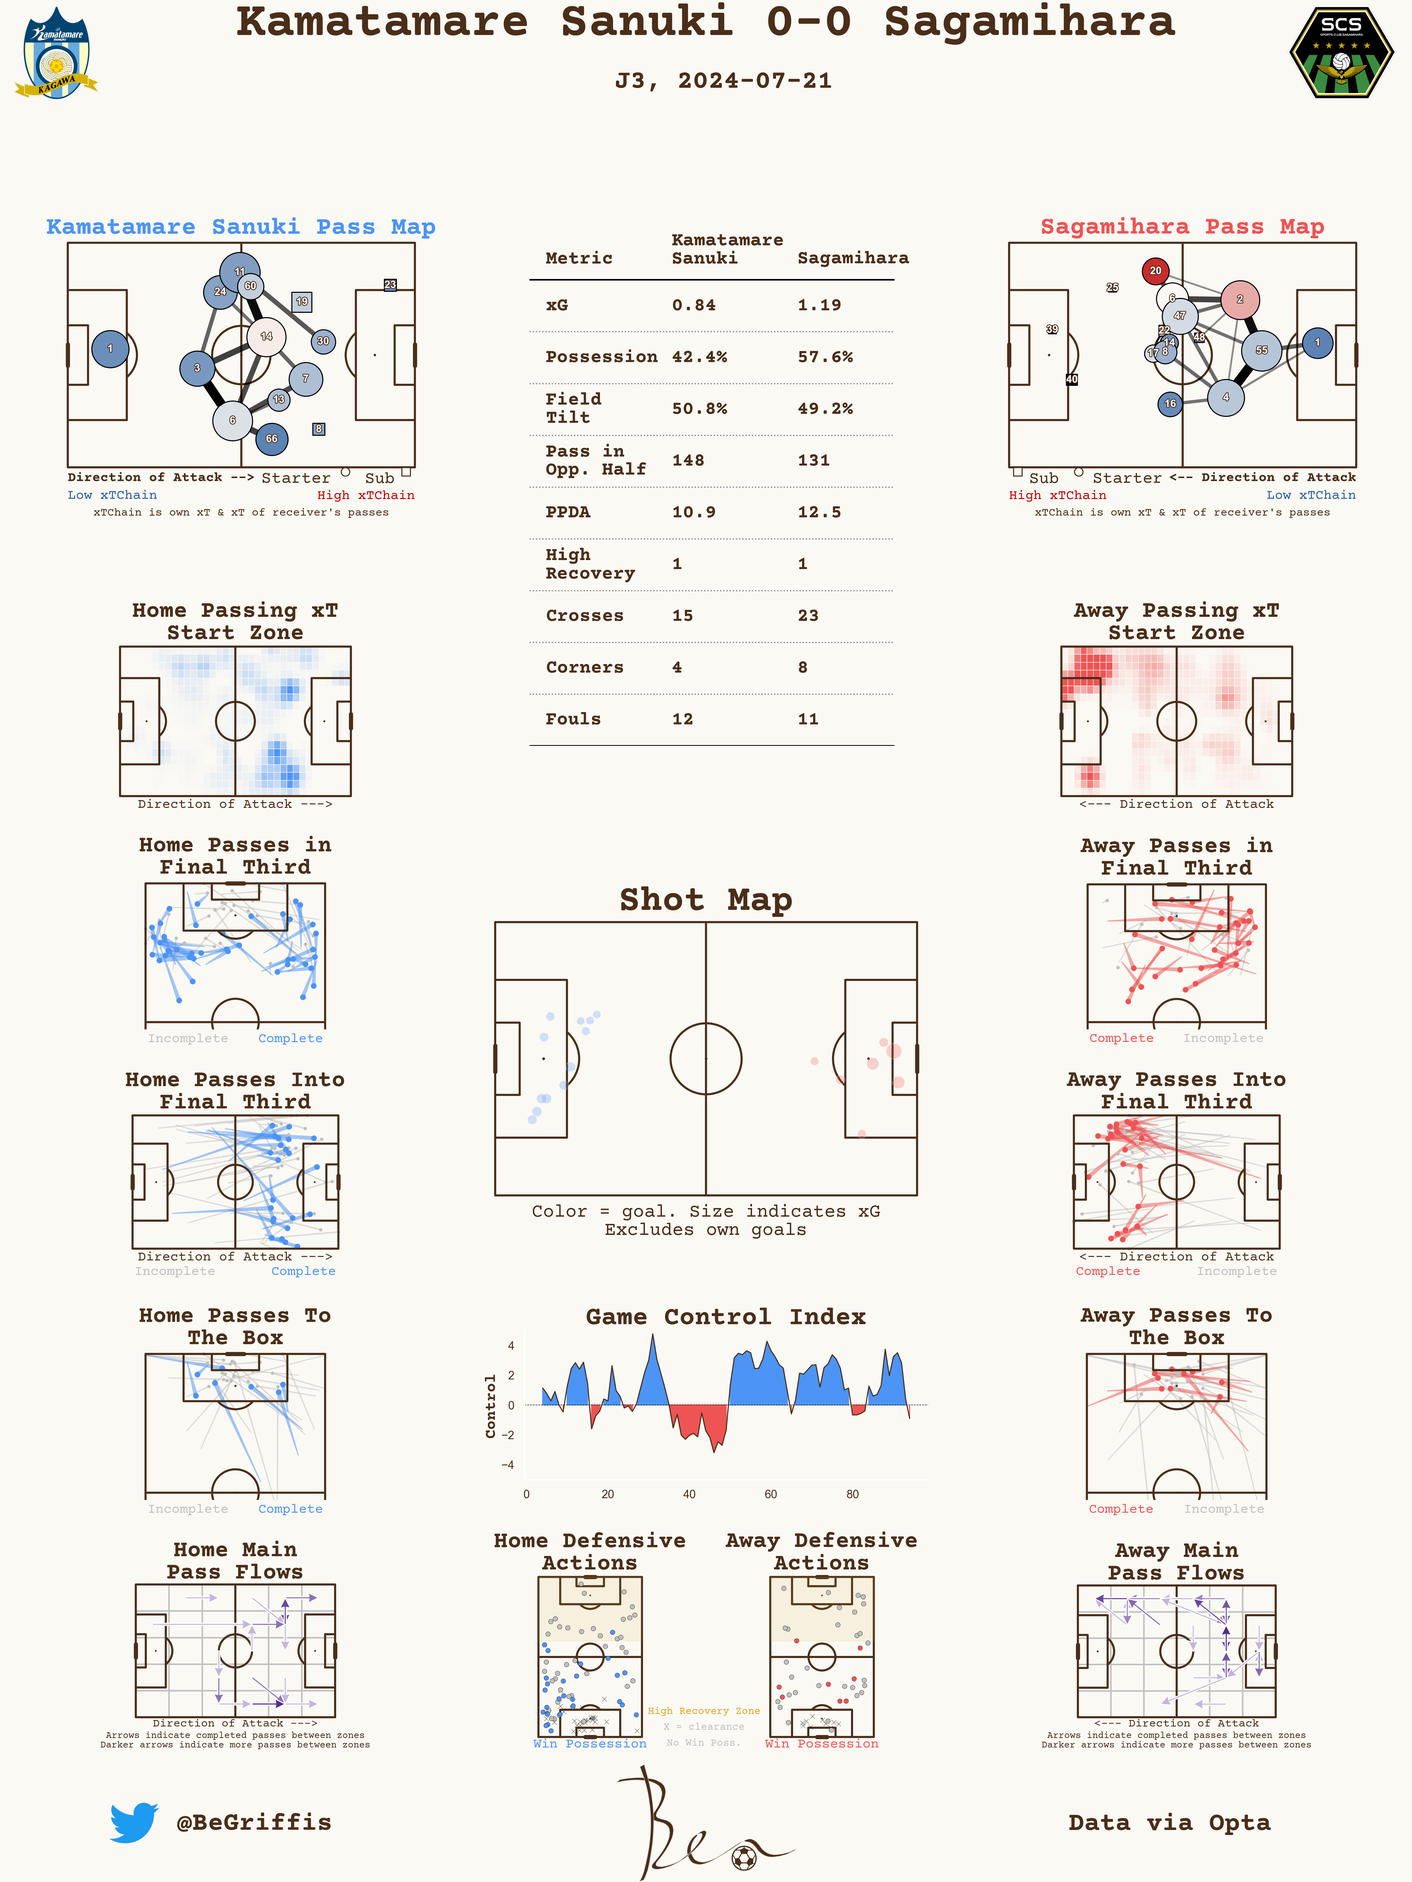 Kamatamare Sanuki 0-0 Sagamihara
J3, 2024-07-21
Kamatamare
KAGAWA
SCS
SPORTS CLUB SAGAMIHARA
Kamatamare Sanuki Pass Map
11
24
60
23
19
14
30
1
3
7
13
6
8
66
Direction of Attack --> Starter Sub
Low xTChain High xTChain
xTChain is own xT & xT of receiver's passes
Metric Kamatamare Sanuki Sagamihara
xG 0.84 1.19
Possession 42.4% 57.6%
Field Tilt 50.8% 49.2%
Pass in Opp. Half 148 131
PPDA 10.9 12.5
High Recovery 1 1
Crosses 15 23
Corners 4 8
Fouls 12 11
Sagamihara Pass Map
20
25
6
2
47
39
22
48
14
1
17
8
55
40
4
16
Sub Starter <-- Direction of Attack
High xTChain Low xTChain
xTChain is own xT & xT of receiver's passes
Home Passing xT
Start Zone
Direction of Attack --->
Away Passing xT
Start Zone
<--- Direction of Attack
Home Passes in
Final Third
Incomplete Complete
Away Passes in
Final Third
Complete Incomplete
Shot Map
Color = goal. Size indicates xG
Excludes own goals
Home Passes Into
Final Third
Direction of Attack --->
Incomplete Complete
Away Passes Into
Final Third
<--- Direction of Attack
Complete Incomplete
Home Passes To
The Box
Incomplete Complete
Game Control Index
Control
4
2
0
−2
−4
0 20 40 60 80
Away Passes To
The Box
Complete Incomplete
Home Main
Pass Flows
Direction of Attack --->
Arrows indicate completed passes between zones
Darker arrows indicate more passes between zones
Home Defensive
Actions
Win Possession
Away Defensive
Actions
Win Possession
High Recovery Zone
X = clearance
No Win Poss.
Away Main
Pass Flows
<--- Direction of Attack
Arrows indicate completed passes between zones
Darker arrows indicate more passes between zones
@BeGriffis
Ben
Data via Opta